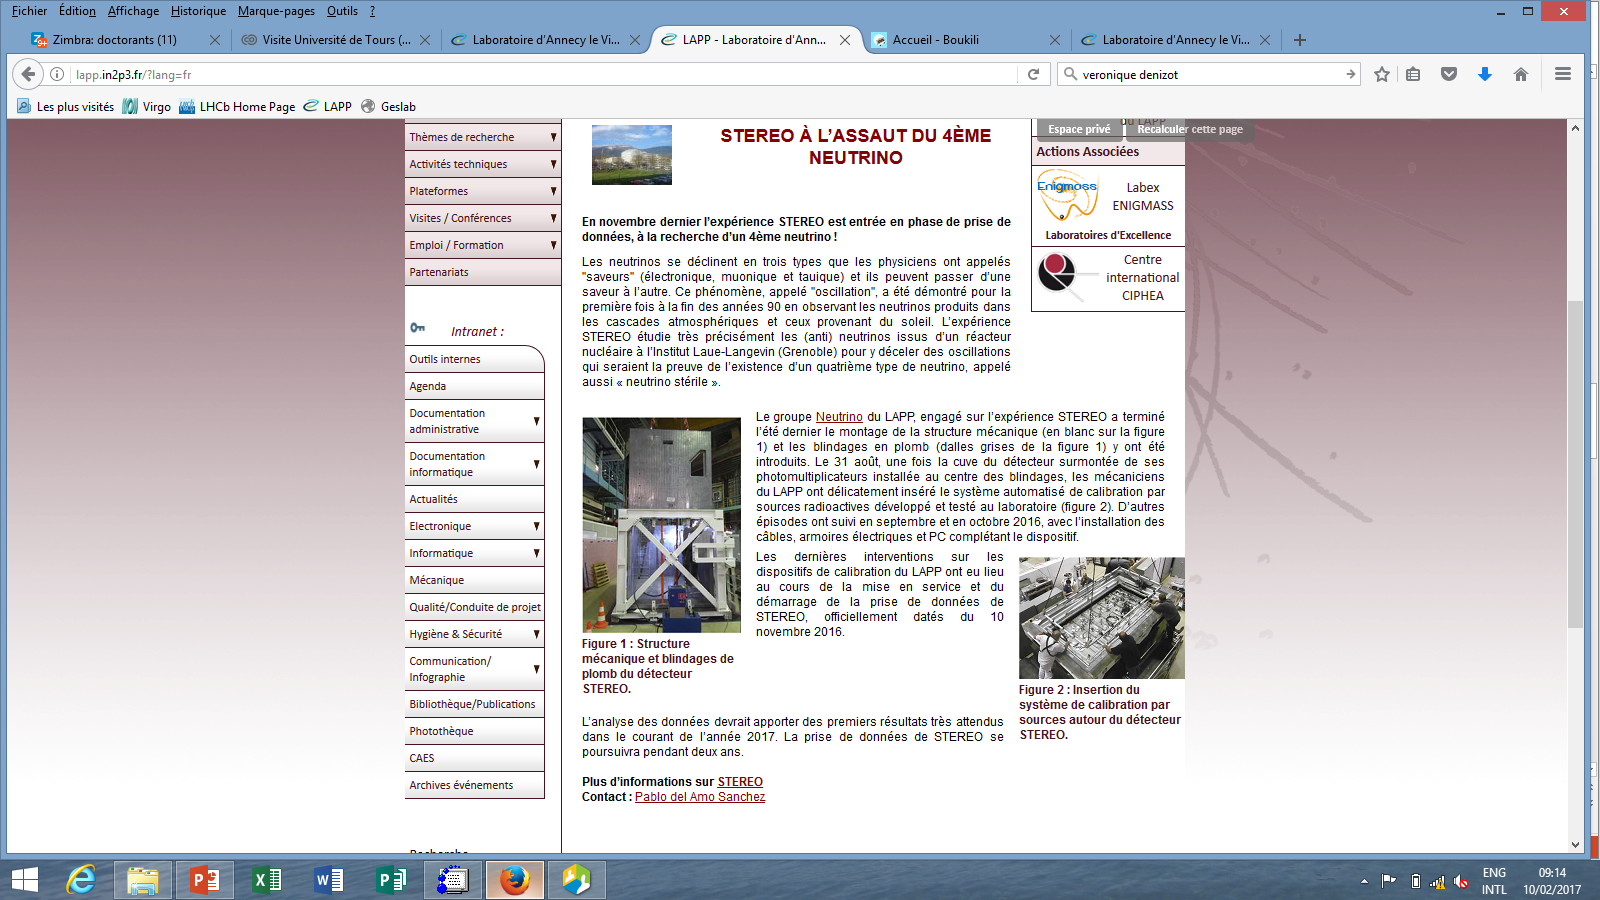 Fichier Édition Affichage Historique Marque-pages Outils ?
Zimbra: doctorants (11)
Visite Université de Tours (...
Laboratoire d'Annecy le Vi...
LAPP - Laboratoire d'Ann...
Accueil - Boukili
Laboratoire d'Annecy le Vi...
lapp.in2p3.fr/?lang=fr
veronique denizot
Les plus visités Virgo LHCb Home Page LAPP Geslab
Thèmes de recherche
Activités techniques
Plateformes
Visites / Conférences
Emploi / Formation
Partenariats
Intranet :
Outils internes
Agenda
Documentation
administrative
Documentation
informatique
Actualités
Electronique
Informatique
Mécanique
Qualité/Conduite de projet
Hygiène & Sécurité
Communication/
Infographie
Bibliothèque/Publications
Photothèque
CAES
Archives événements
STEREO À L'ASSAUT DU 4ÈME
NEUTRINO
En novembre dernier l'expérience STEREO est entrée en phase de prise de
données, à la recherche d'un 4ème neutrino !
Les neutrinos se déclinent en trois types que les physiciens ont appelés
"saveurs" (électronique, muonique et tauique) et ils peuvent passer d'une
saveur à l'autre. Ce phénomène, appelé "oscillation", a été démontré pour la
première fois à la fin des années 90 en observant les neutrinos produits dans
les cascades atmosphériques et ceux provenant du soleil. L'expérience
STEREO étudie très précisément les (anti) neutrinos issus d'un réacteur
nucléaire à l'Institut Laue-Langevin (Grenoble) pour y déceler des oscillations
qui seraient la preuve de l'existence d'un quatrième type de neutrino, appelé
aussi « neutrino stérile ».
Le groupe Neutrino du LAPP, engagé sur l'expérience STEREO a terminé
l'été dernier le montage de la structure mécanique (en blanc sur la figure
1) et les blindages en plomb (dalles grises de la figure 1) y ont été
introduits. Le 31 août, une fois la cuve du détecteur surmontée de ses
photomultiplicateurs installée au centre des blindages, les mécaniciens
du LAPP ont délicatement inséré le système automatisé de calibration par
sources radioactives développé et testé au laboratoire (figure 2). D'autres
épisodes ont suivi en septembre et en octobre 2016, avec l'installation des
câbles, armoires électriques et PC complétant le dispositif.
Les dernières interventions sur les
dispositifs de calibration du LAPP ont eu lieu
au cours de la mise en service et du
démarrage de la prise de données de
STEREO, officiellement datés du 10
novembre 2016.
Figure 1 : Structure
mécanique et blindages de
plomb du détecteur
STEREO.
Figure 2 : Insertion du
système de calibration par
sources autour du détecteur
STEREO.
L'analyse des données devrait apporter des premiers résultats très attendus
dans le courant de l'année 2017. La prise de données de STEREO se
poursuivra pendant deux ans.
Plus d'informations sur STEREO
Contact : Pablo del Amo Sanchez
Espace privé
Recalculer cette page
Actions Associées
Enigmass
Labex
ENIGMASS
Laboratoires d'Excellence
Centre
international
CIPHEA
ENG
INTL
09:14
10/02/2017